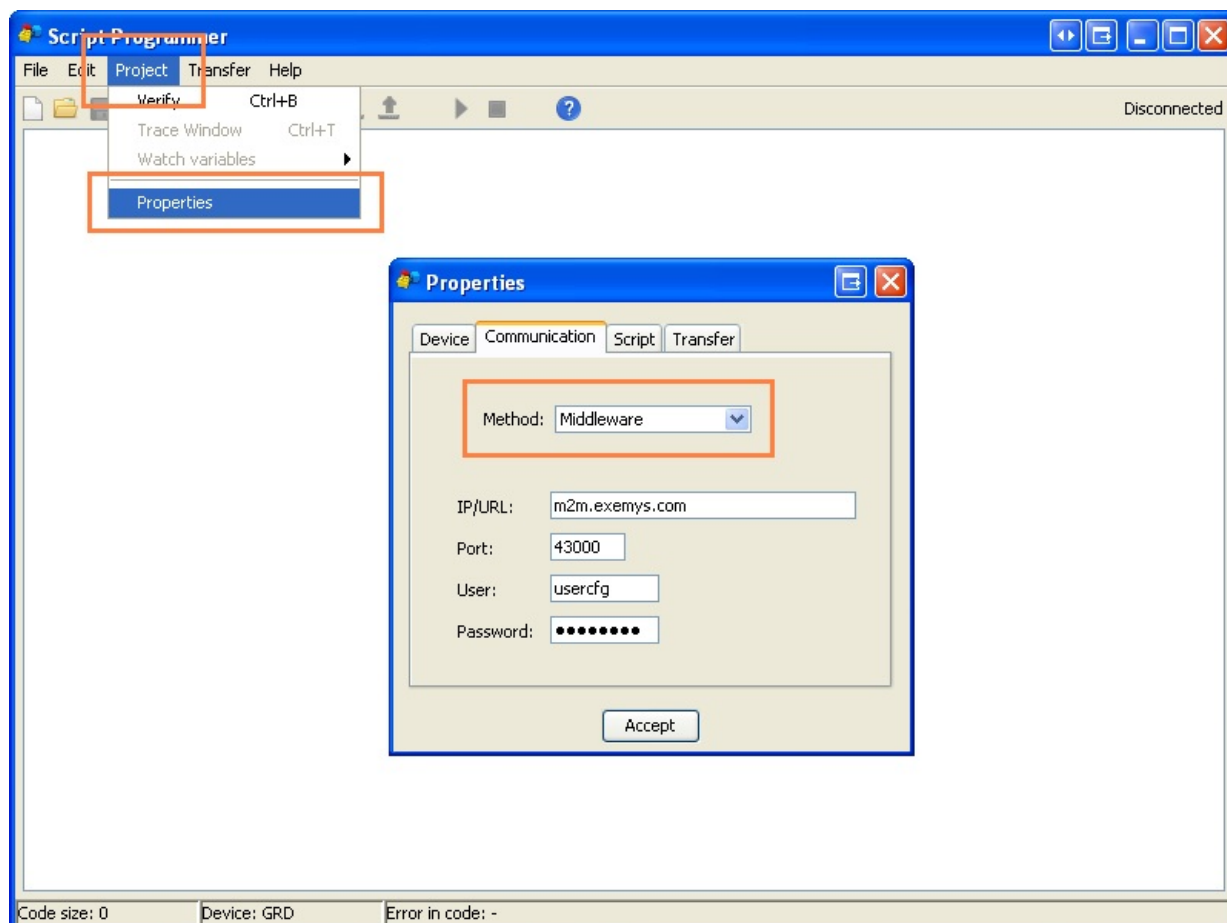 Script Programmer
File Edit Project Transfer Help
Verify Ctrl+B
Disconnected
Trace Window Ctrl+T
Watch variables
Properties
Properties
Device Communication Script Transfer
Method: Middleware
IP/URL: m2m.exemys.com
Port: 43000
User: usercfg
Password: ●●●●●●●●
Accept
Code size: 0 Device: GRD Error in code: -